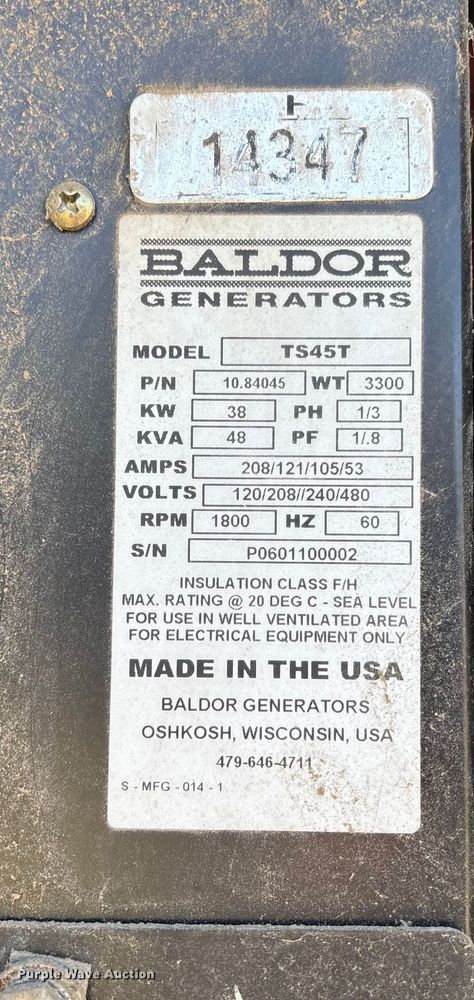 14347
BALDOR
GENERATORS
MODEL TS45T
P/N 10.84045 WT 3300
KW 38 PH 1/3
KVA 48 PF 1/.8
AMPS 208/121/105/53
VOLTS 120/208//240/480
RPM 1800 HZ 60
S/N P0601100002
INSULATION CLASS F/H
MAX. RATING @ 20 DEG C - SEA LEVEL
FOR USE IN WELL VENTILATED AREA
FOR ELECTRICAL EQUIPMENT ONLY
MADE IN THE USA
BALDOR GENERATORS
OSHKOSH, WISCONSIN, USA
479-646-4711
S - MFG - 014 - 1
Purple Wave Auction